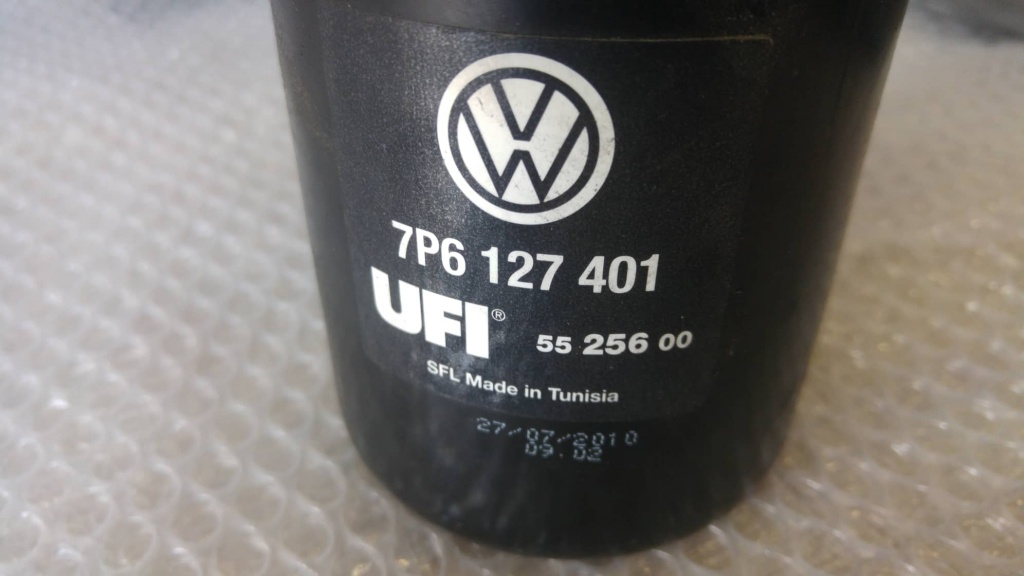 7P6 127 401
UFI® 55 256 00
SFL Made in Tunisia
27/07/2010
09.02